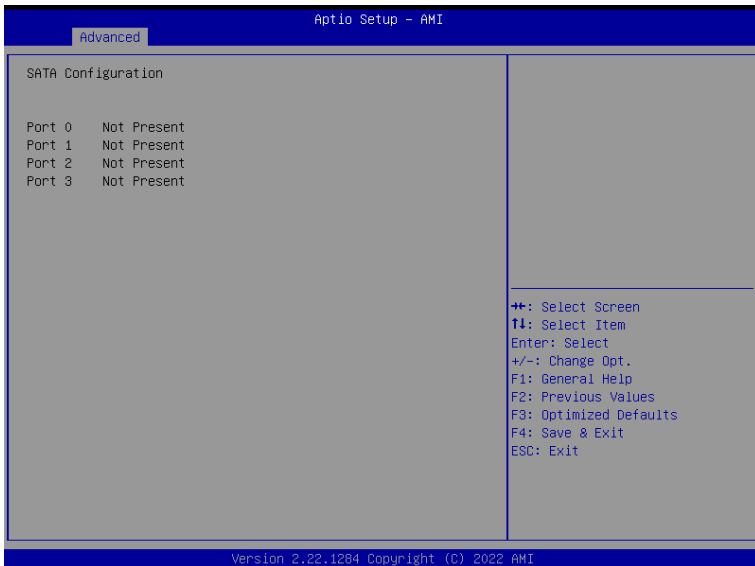 Aptio Setup – AMI
Advanced
SATA Configuration
Port 0 Not Present
Port 1 Not Present
Port 2 Not Present
Port 3 Not Present
→←: Select Screen
↑↓: Select Item
Enter: Select
+/-: Change Opt.
F1: General Help
F2: Previous Values
F3: Optimized Defaults
F4: Save & Exit
ESC: Exit
Version 2.22.1284 Copyright (C) 2022 AMI